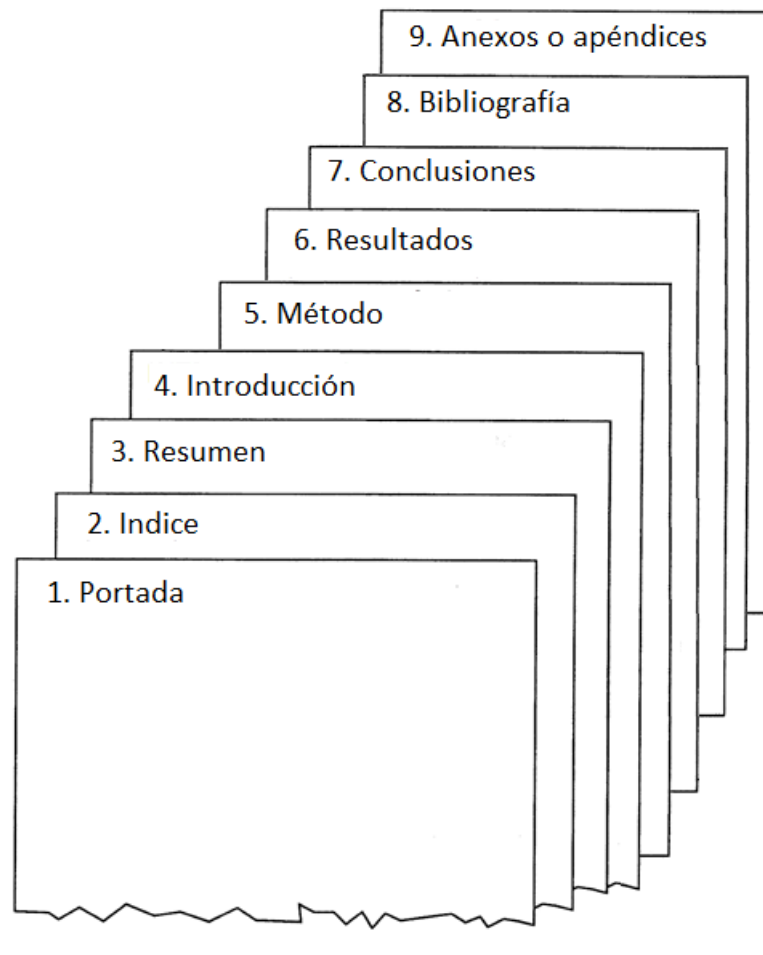 9. Anexos o apéndices
8. Bibliografía
7. Conclusiones
6. Resultados
5. Método
4. Introducción
3. Resumen
2. Indice
1. Portada